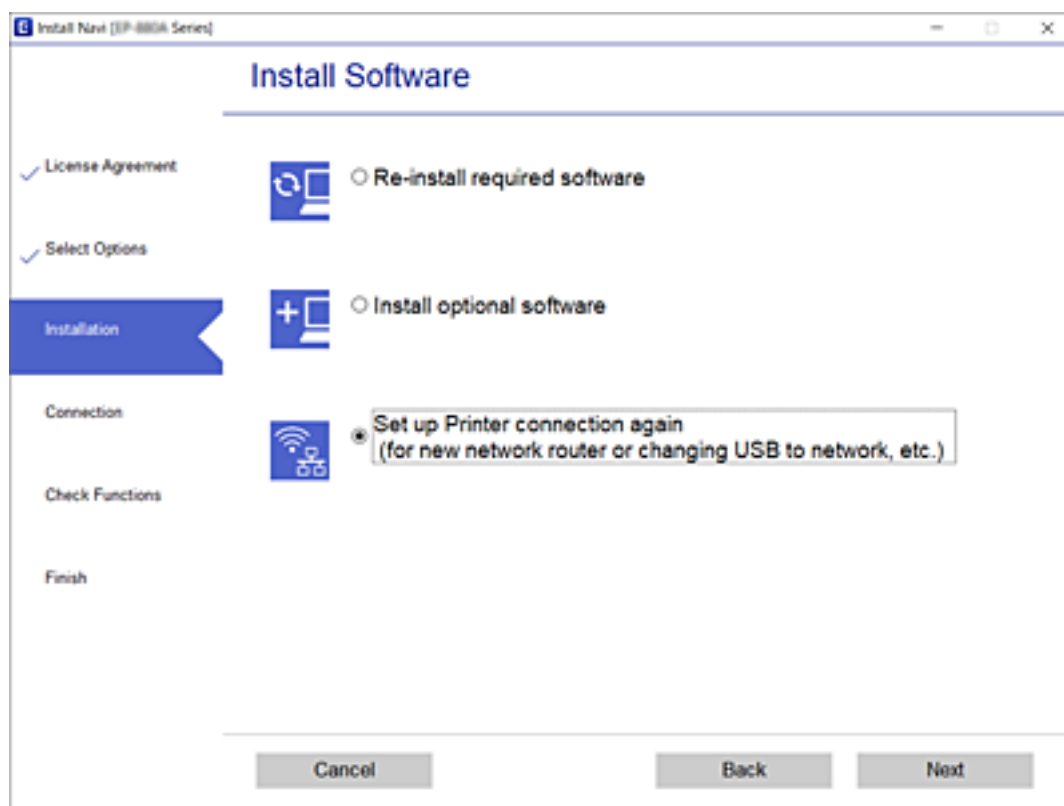 Install Navi [EP-880A Series]
Install Software
License Agreement
Select Options
Installation
Connection
Check Functions
Finish
Re-install required software
Install optional software
Set up Printer connection again
(for new network router or changing USB to network, etc.)
Cancel
Back
Next